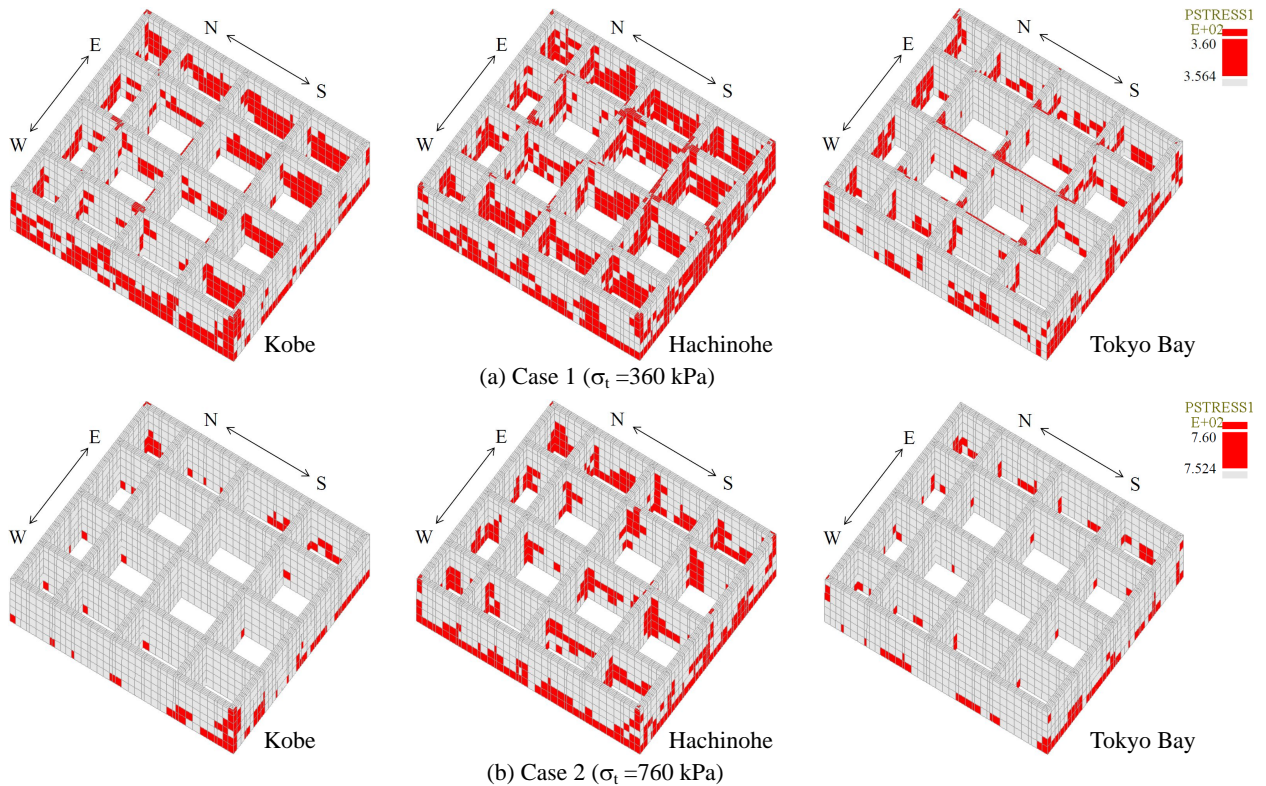 N
E
S
W
Kobe
N
E
S
W
Hachinohe
N
E
S
W
Tokyo Bay
PSTRESS1
E+02
3.60
3.564
(a) Case 1 (σt =360 kPa)
N
E
S
W
Kobe
N
E
S
W
Hachinohe
N
E
S
W
Tokyo Bay
PSTRESS1
E+02
7.60
7.524
(b) Case 2 (σt =760 kPa)